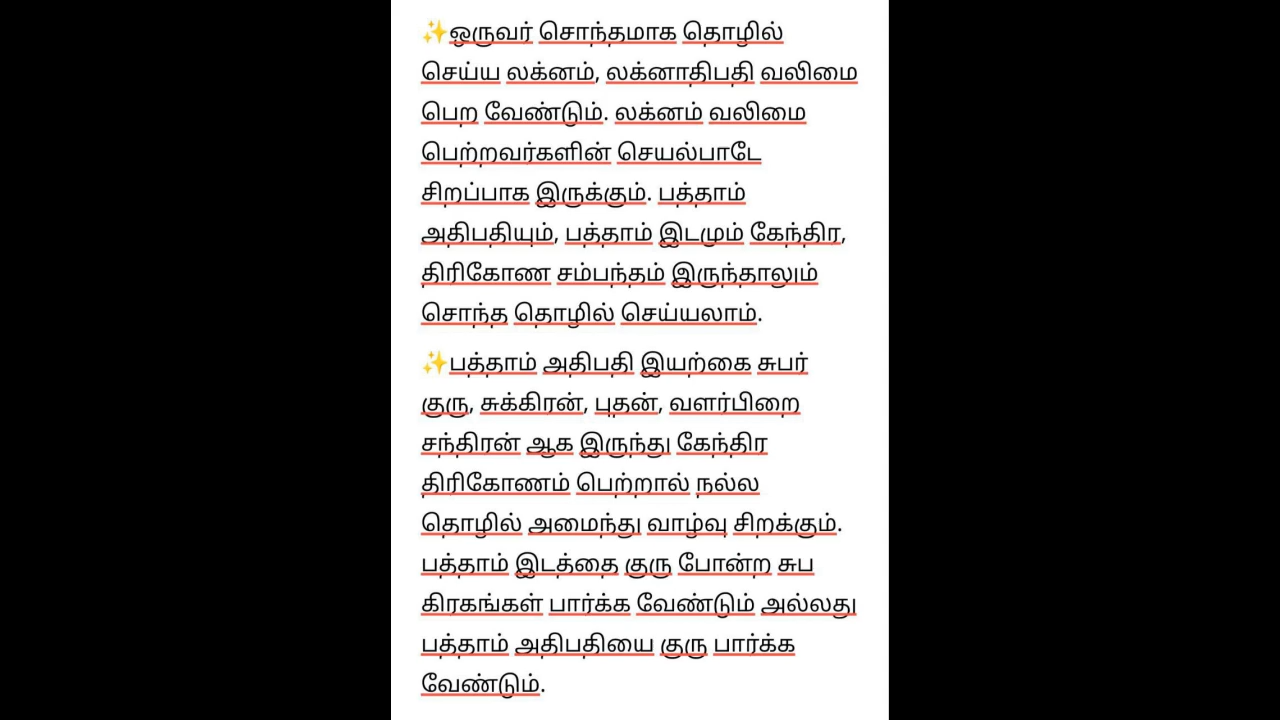 ✨ஒருவர் சொந்தமாக தொழில்
செய்ய லக்னம், லக்னாதிபதி வலிமை
பெற வேண்டும். லக்னம் வலிமை
பெற்றவர்களின் செயல்பாடே
சிறப்பாக இருக்கும். பத்தாம்
அதிபதியும், பத்தாம் இடமும் கேந்திர,
திரிகோண சம்பந்தம் இருந்தாலும்
சொந்த தொழில் செய்யலாம்.
✨பத்தாம் அதிபதி இயற்கை சுபர்
குரு, சுக்கிரன், புதன், வளர்பிறை
சந்திரன் ஆக இருந்து கேந்திர
திரிகோணம் பெற்றால் நல்ல
தொழில் அமைந்து வாழ்வு சிறக்கும்.
பத்தாம் இடத்தை குரு போன்ற சுப
கிரகங்கள் பார்க்க வேண்டும் அல்லது
பத்தாம் அதிபதியை குரு பார்க்க
வேண்டும்.